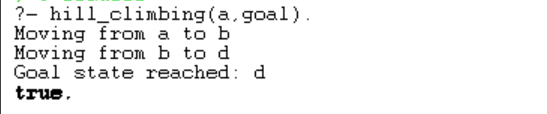 ?- hill_climbing(a,goal).
Moving from a to b
Moving from b to d
Goal state reached: d
true.